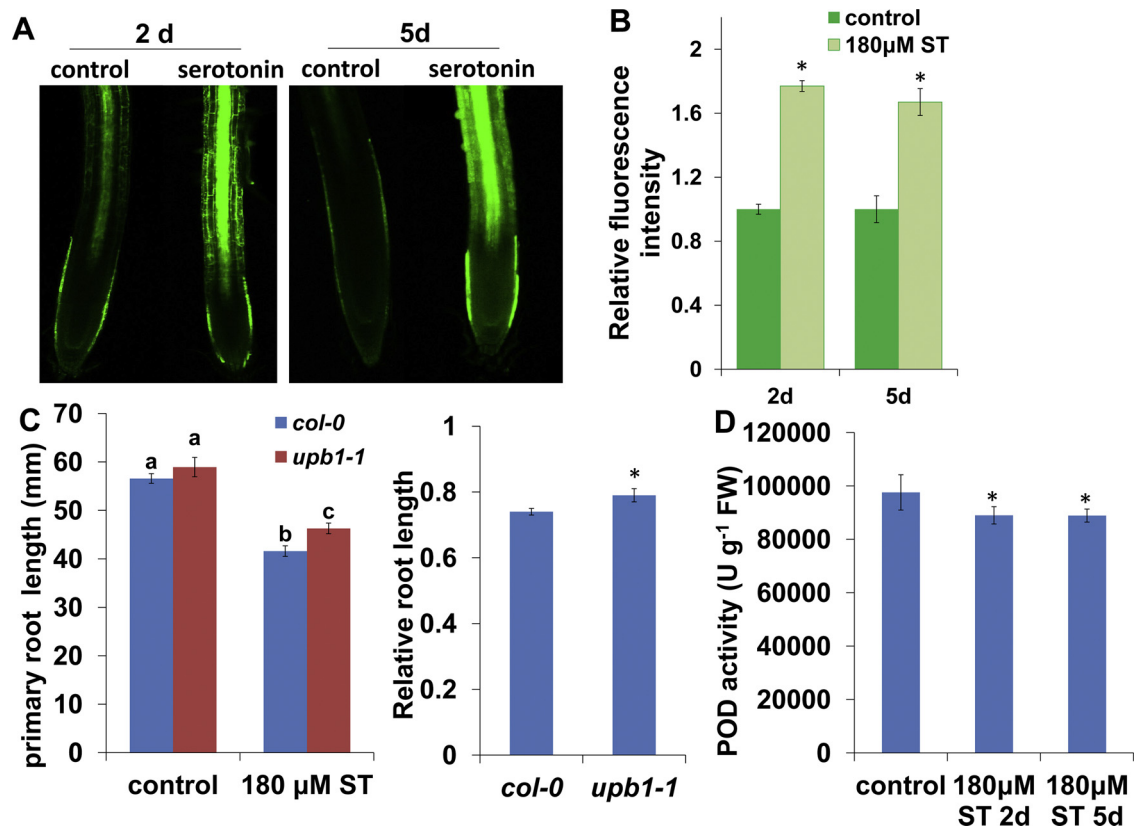 A
2 d
5d
control
serotonin
control
serotonin
B
control
180μM ST
Relative fluorescence
intensity
2
1.6
1.2
0.8
0.4
0
*
*
2d
5d
C
primary root length (mm)
70
60
50
40
30
20
10
0
col-0
upb1-1
a
a
b
c
control
180 μM ST
Relative root length
1
0.8
0.6
0.4
0.2
0
*
col-0
upb1-1
D
POD activity (U g⁻¹ FW)
120000
100000
80000
60000
40000
20000
0
*
*
control
180μM
ST 2d
180μM
ST 5d